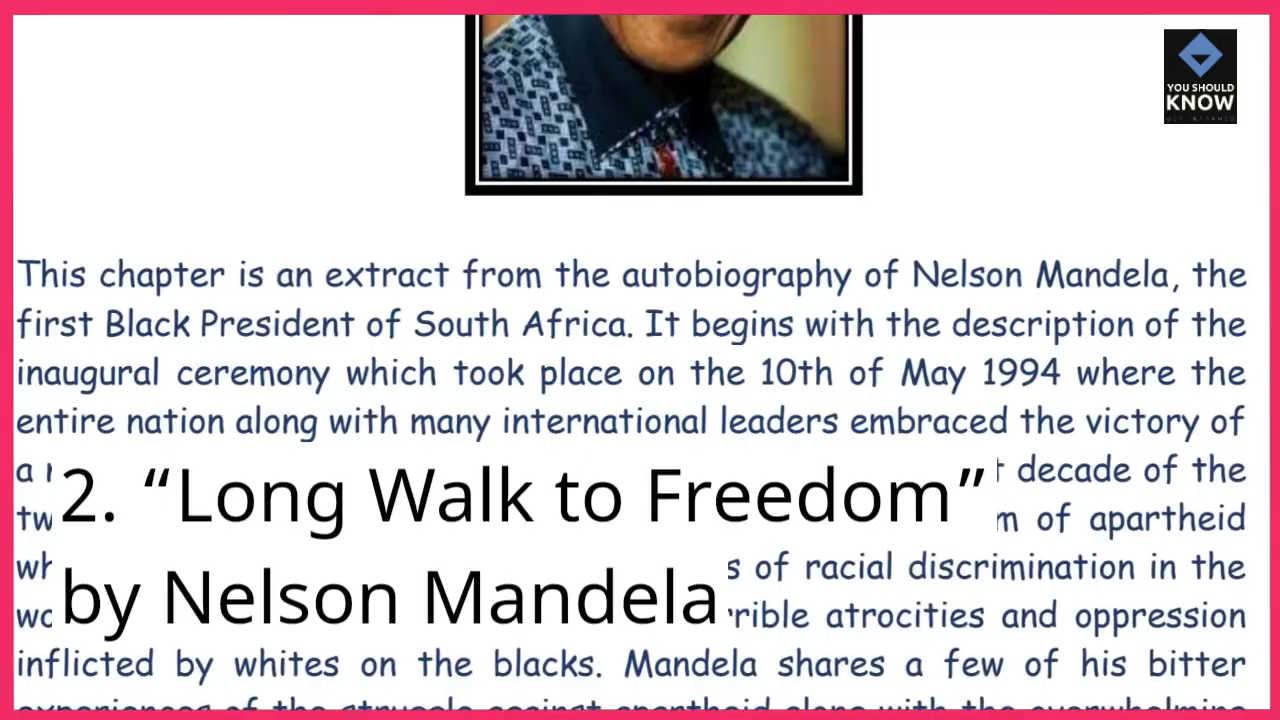 YOU SHOULD
KNOW
This chapter is an extract from the autobiography of Nelson Mandela, the
first Black President of South Africa. It begins with the description of the
inaugural ceremony which took place on the 10th of May 1994 where the
entire nation along with many international leaders embraced the victory of
a decade of the
of apartheid
of racial discrimination in the
atrocities and oppression
inflicted by whites on the blacks. Mandela shares a few of his bitter
2. “Long Walk to Freedom”
by Nelson Mandela